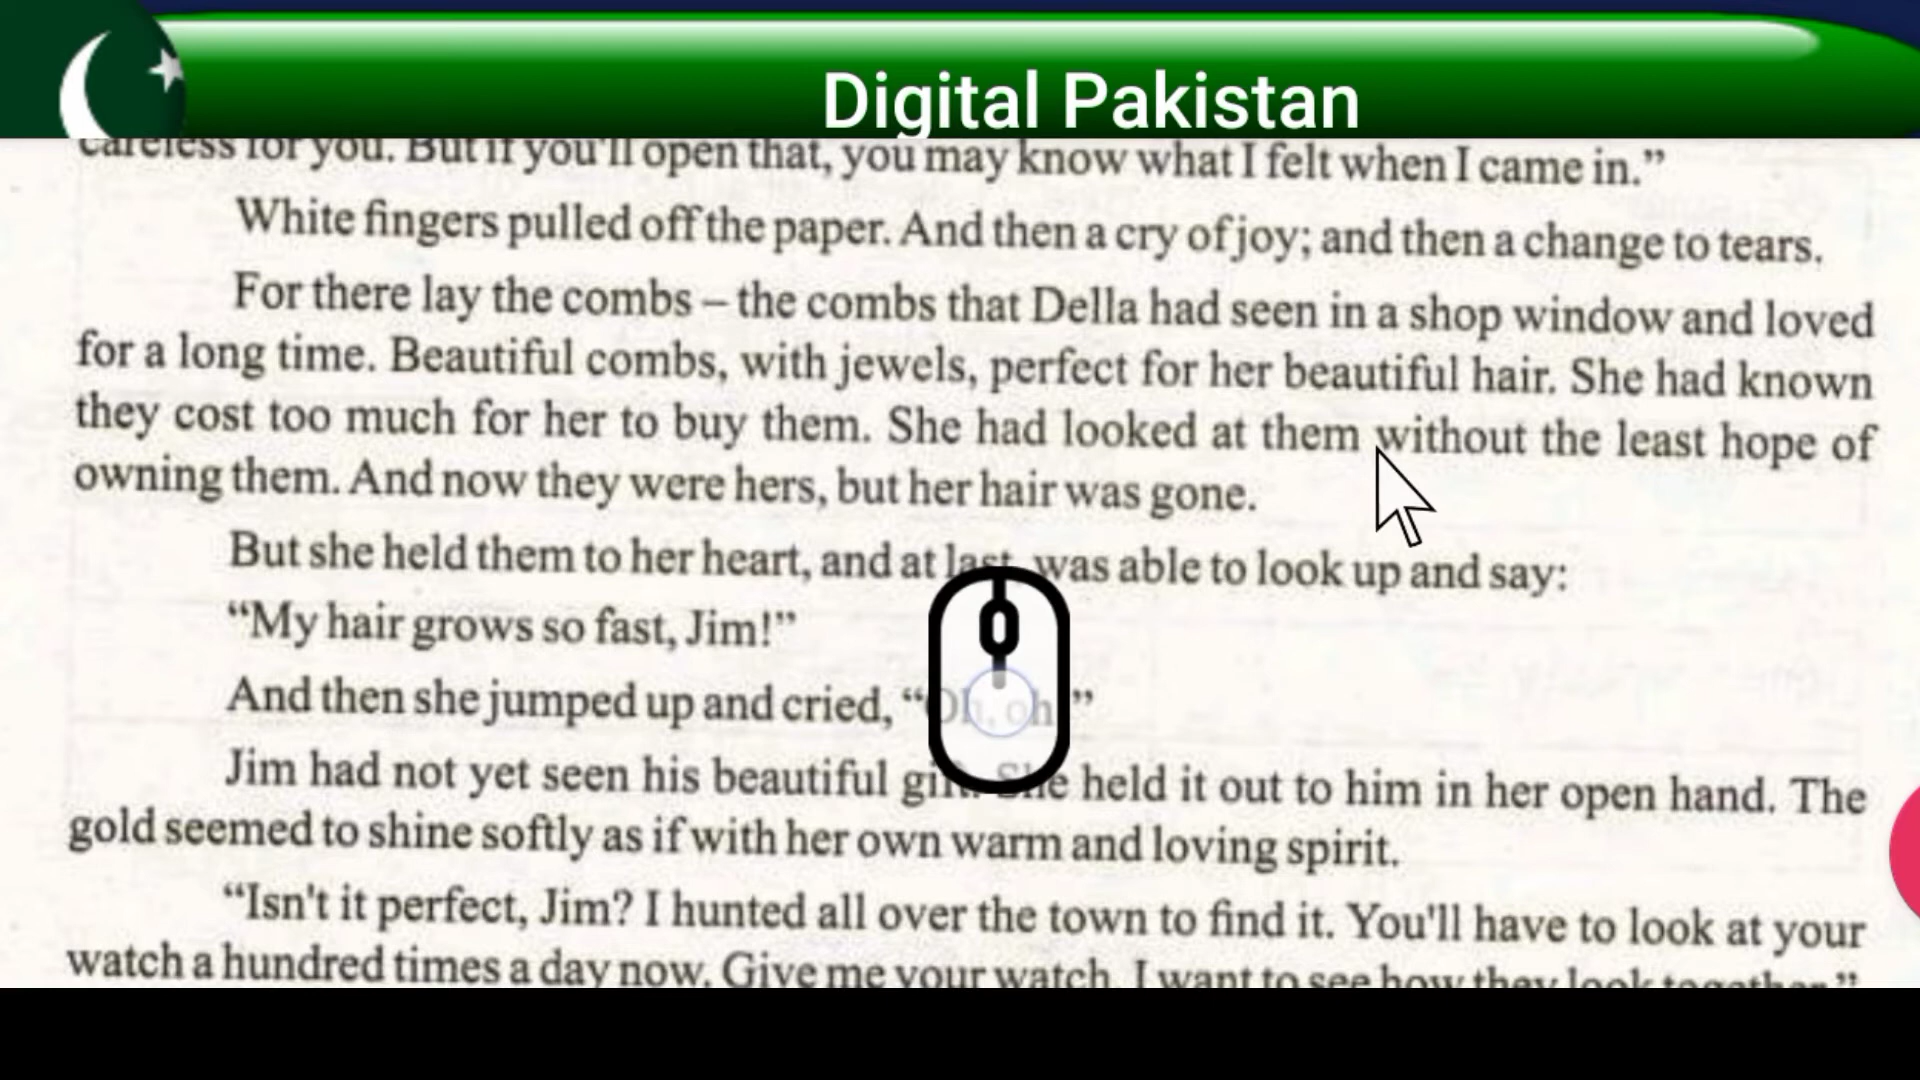 Digital Pakistan
careless for you. But if you'll open that, you may know what I felt when I came in.”
White fingers pulled off the paper. And then a cry of joy; and then a change to tears.
For there lay the combs – the combs that Della had seen in a shop window and loved
for a long time. Beautiful combs, with jewels, perfect for her beautiful hair. She had known
they cost too much for her to buy them. She had looked at them without the least hope of
owning them. And now they were hers, but her hair was gone.
But she held them to her heart, and at last, was able to look up and say:
“My hair grows so fast, Jim!”
And then she jumped up and cried, “Oh, oh!”
Jim had not yet seen his beautiful gift. She held it out to him in her open hand. The
gold seemed to shine softly as if with her own warm and loving spirit.
“Isn't it perfect, Jim? I hunted all over the town to find it. You'll have to look at your
watch a hundred times a day now. Give me your watch. I want to see how they look together.”